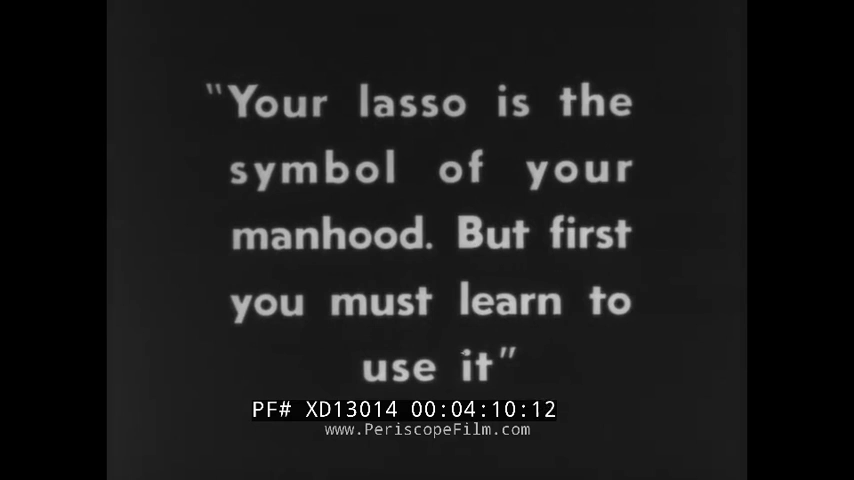 "Your lasso is the
symbol of your
manhood. But first
you must learn to
use it"
PF# XD13014 00:04:10:12
www.PeriscopeFilm.com